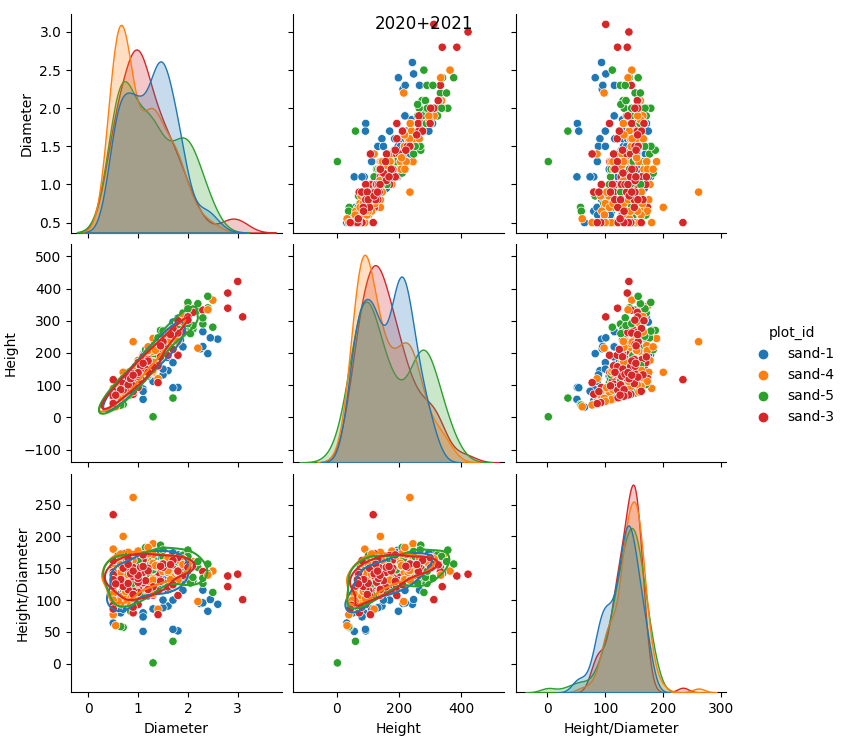 2020+2021
3.0
2.5
2.0
1.5
1.0
0.5
Diameter
500
400
300
200
100
0
−100
Height
250
200
150
100
50
0
Height/Diameter
0 1 2 3
Diameter
0 200 400
Height
0 100 200 300
Height/Diameter
plot_id
sand-1
sand-4
sand-5
sand-3